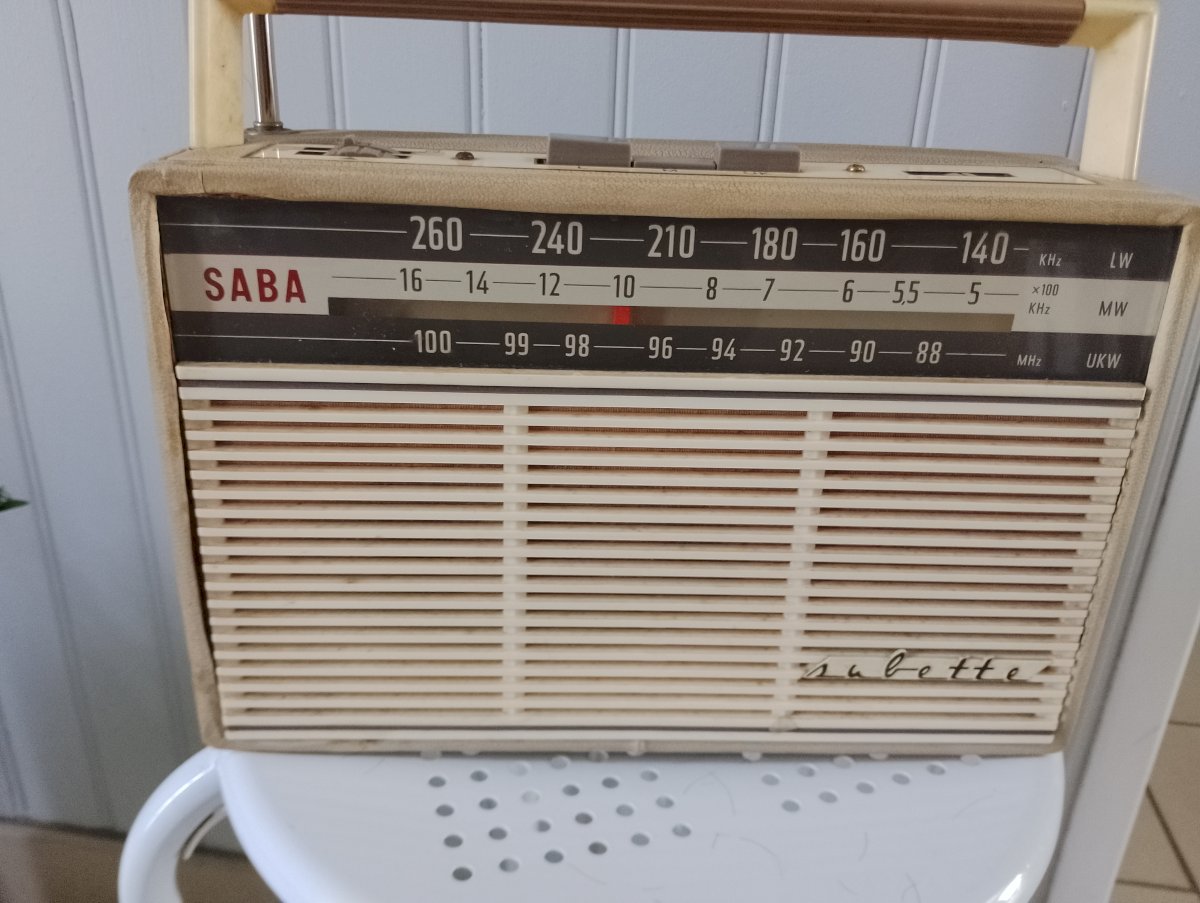 260 240 210 180 160 140 KHz LW
SABA
16 14 12 10 8 7 6 5,5 5 ×100 KHz MW
100 99 98 96 94 92 90 88 MHz UKW
sabette